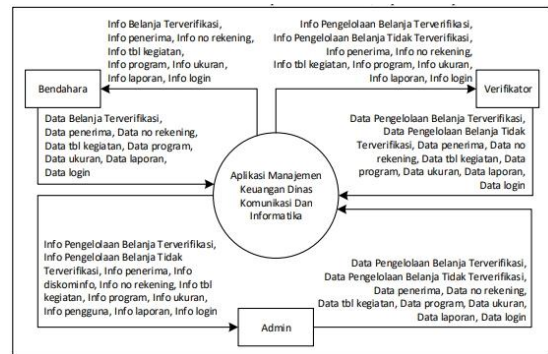 Info Belanja Terverifikasi,
Info penerima, Info no rekening,
Info tbl kegiatan,
Info program, Info ukuran,
Info laporan, Info login
Info Pengelolaan Belanja Terverifikasi,
Info Pengelolaan Belanja Tidak Terverifikasi,
Info penerima, Info no rekening,
Info tbl kegiatan, Info program, Info ukuran,
Info laporan, Info login
Bendahara
Verifikator
Data Belanja Terverifikasi,
Data penerima, Data no rekening,
Data tbl kegiatan, Data program,
Data ukuran, Data laporan,
Data login
Data Pengelolaan Belanja Terverifikasi,
Data Pengelolaan Belanja Tidak
Terverifikasi, Data penerima, Data no
rekening, Data tbl kegiatan, Data
program, Data ukuran, Data laporan,
Data login
Aplikasi Manajemen
Keuangan Dinas
Komunikasi Dan
Informatika
Info Pengelolaan Belanja Terverifikasi,
Info Pengelolaan Belanja Tidak
Terverifikasi, Info penerima, Info
diskominfo, Info no rekening, Info tbl
kegiatan, Info program, Info ukuran,
Info pengguna, Info laporan, Info login
Data Pengelolaan Belanja Terverifikasi,
Data Pengelolaan Belanja Tidak Terverifikasi,
Data penerima, Data no rekening,
Data tbl kegiatan, Data program, Data ukuran,
Data laporan, Data login
Admin